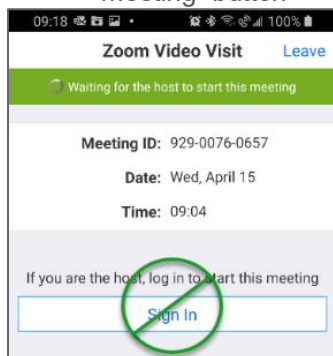 meeting" button
09:18 100%
Zoom Video Visit Leave
Waiting for the host to start this meeting
Meeting ID: 929-0076-0657
Date: Wed, April 15
Time: 09:04
If you are the host, log in to start this meeting
Sign In